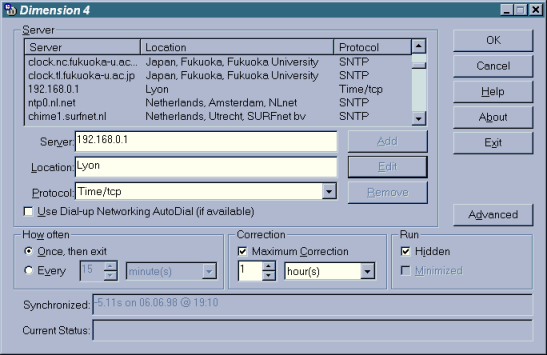 Dimension 4
Server
Server Location Protocol
clock.nc.fukuoka-u.ac... Japan, Fukuoka, Fukuoka University SNTP
clock.tl.fukuoka-u.ac.jp Japan, Fukuoka, Fukuoka University SNTP
192.168.0.1 Lyon Time/tcp
ntp0.nl.net Netherlands, Amsterdam, NLnet SNTP
chime1.surfnet.nl Netherlands, Utrecht, SURFnet bv SNTP
Server: 192.168.0.1 Add
Location: Lyon Edit
Protocol: Time/tcp Remove
Use Dial-up Networking AutoDial (if available)
OK
Cancel
Help
About
Exit
Advanced
How often
Once, then exit
Every 15 minute(s)
Correction
Maximum Correction
1 hour(s)
Run
Hidden
Minimized
Synchronized: -5.11s on 06.06.98 @ 19:10
Current Status: